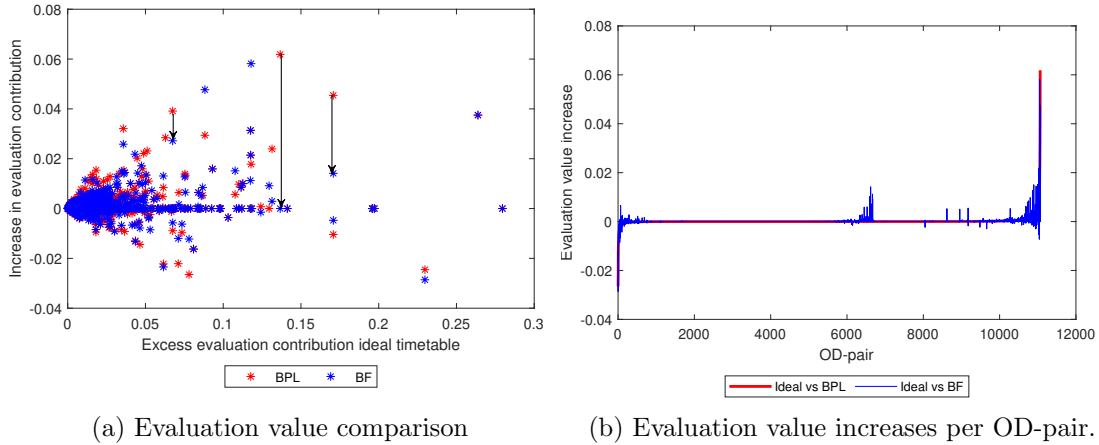 0.08
0.06
0.04
0.02
0
-0.02
-0.04
Increase in evaluation contribution
0
0.05
0.1
0.15
0.2
0.25
0.3
Excess evaluation contribution ideal timetable
BPL
BF
(a) Evaluation value comparison
0.08
0.06
0.04
0.02
0
-0.02
-0.04
Evaluation value increase
0
2000
4000
6000
8000
10000
12000
OD-pair
Ideal vs BPL
Ideal vs BF
(b) Evaluation value increases per OD-pair.